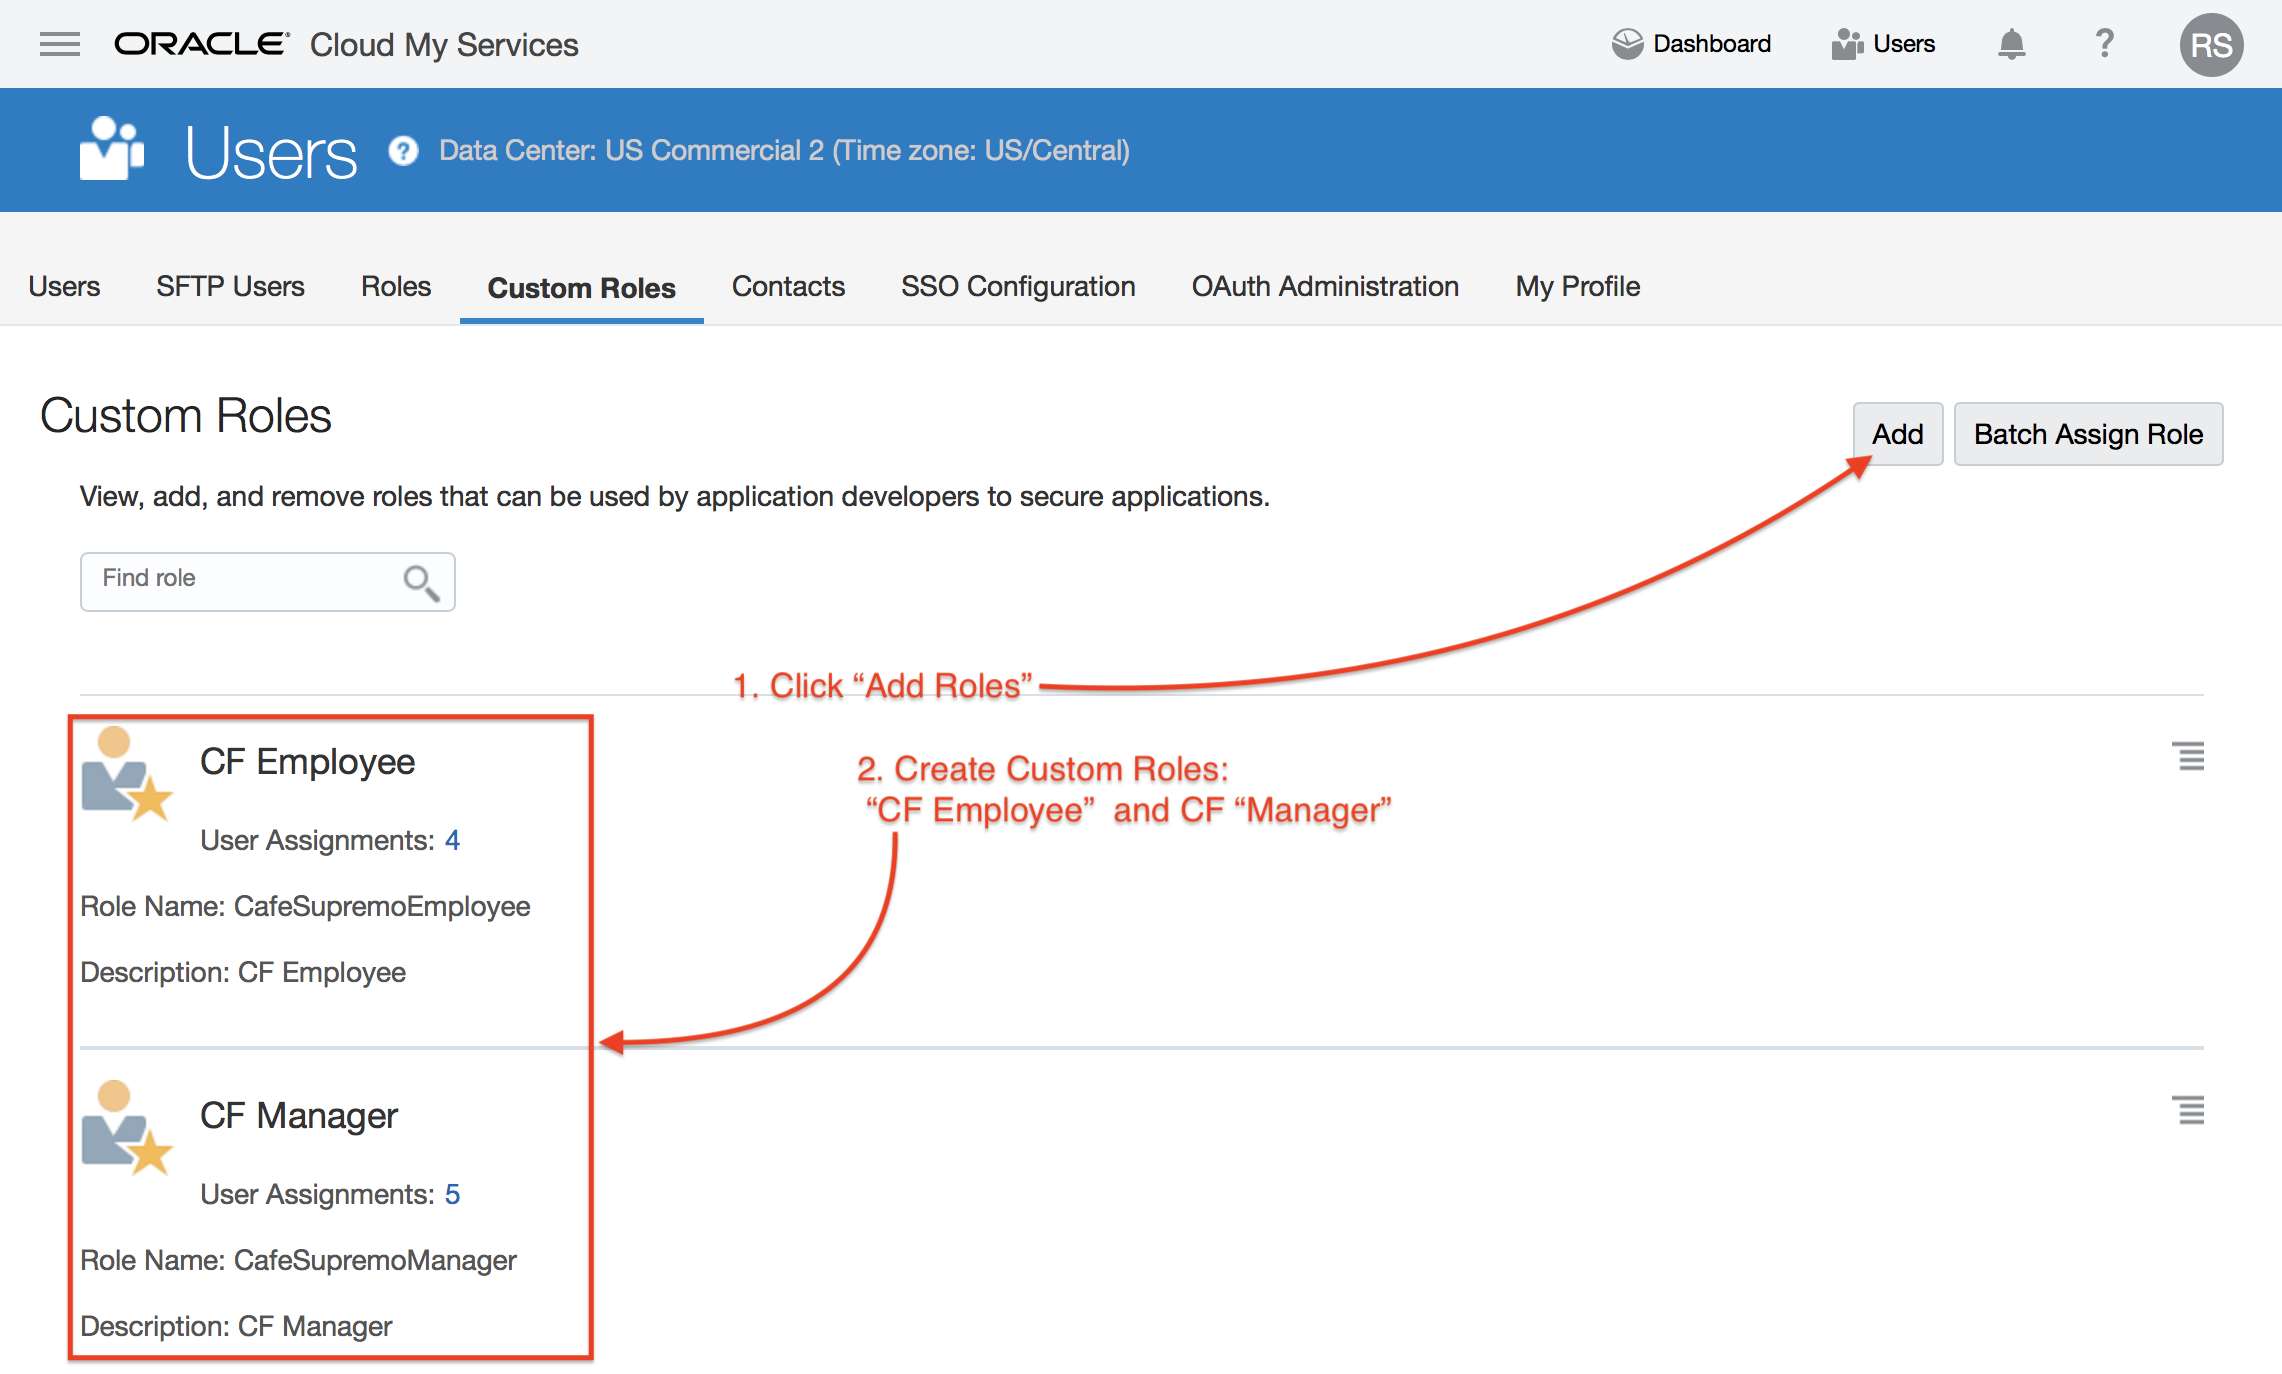 ORACLE® Cloud My Services
Dashboard
Users
?
RS
Users
? Data Center: US Commercial 2 (Time zone: US/Central)
Users SFTP Users Roles Custom Roles Contacts SSO Configuration OAuth Administration My Profile
Custom Roles
Add
Batch Assign Role
View, add, and remove roles that can be used by application developers to secure applications.
Find role
1. Click “Add Roles”
2. Create Custom Roles:
“CF Employee” and CF “Manager”
CF Employee
User Assignments: 4
Role Name: CafeSupremoEmployee
Description: CF Employee
CF Manager
User Assignments: 5
Role Name: CafeSupremoManager
Description: CF Manager